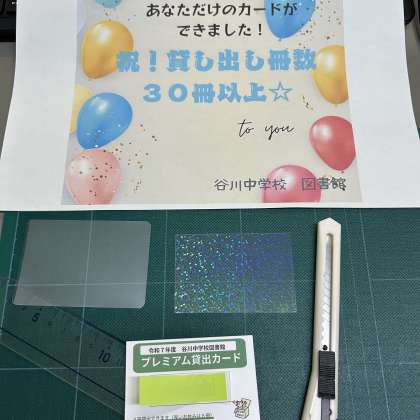 あなただけのカードが
できました！
祝！貸し出し冊数
３０冊以上☆
to you
谷川中学校 図書館
5
10
令和７年度 谷川中学校図書館
プレミアム貸出カード